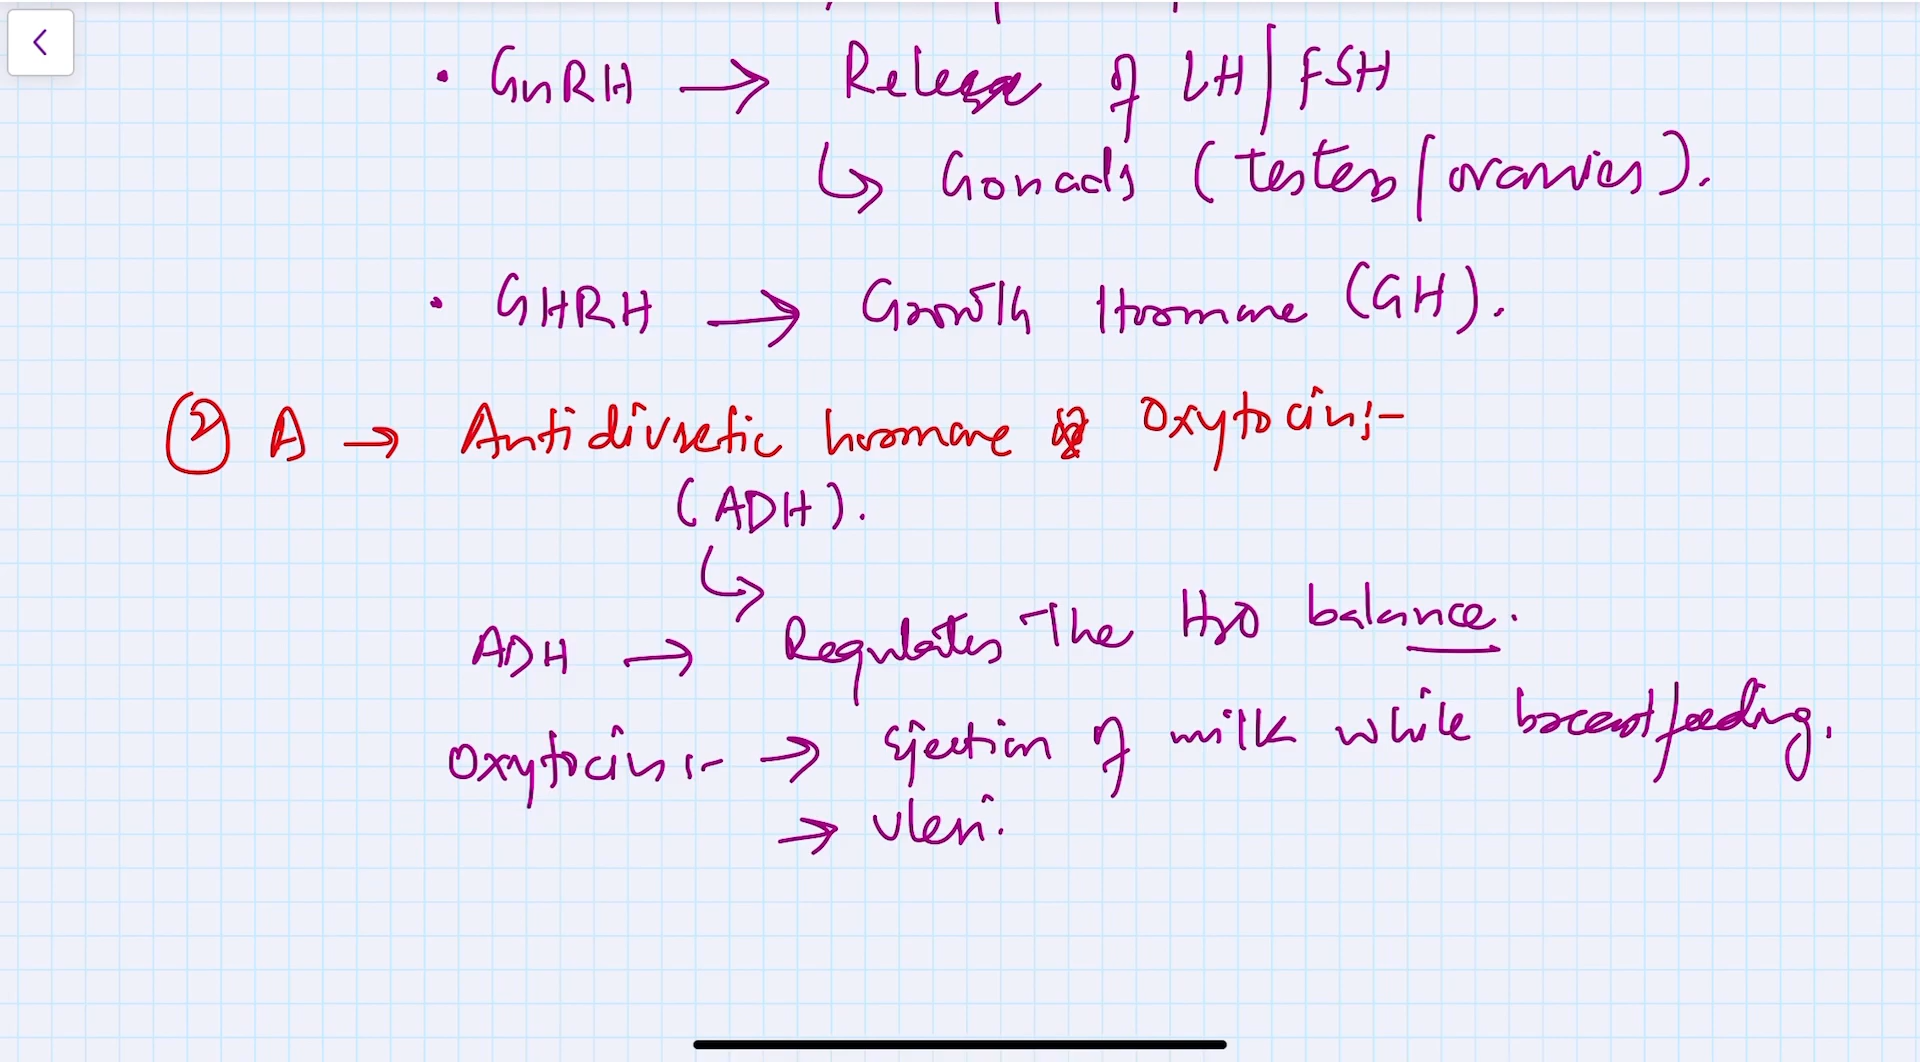 • GnRH → Release of LH/FSH
↳ Gonads (testes/ovaries).
• GHRH → Growth Hormone (GH).
② A → Antidiuretic hormone & Oxytocin:-
(ADH).
↳
ADH → Regulates The H2O balance.
Oxytocin:- → Ejection of milk while breastfeeding.
→ Uteri.